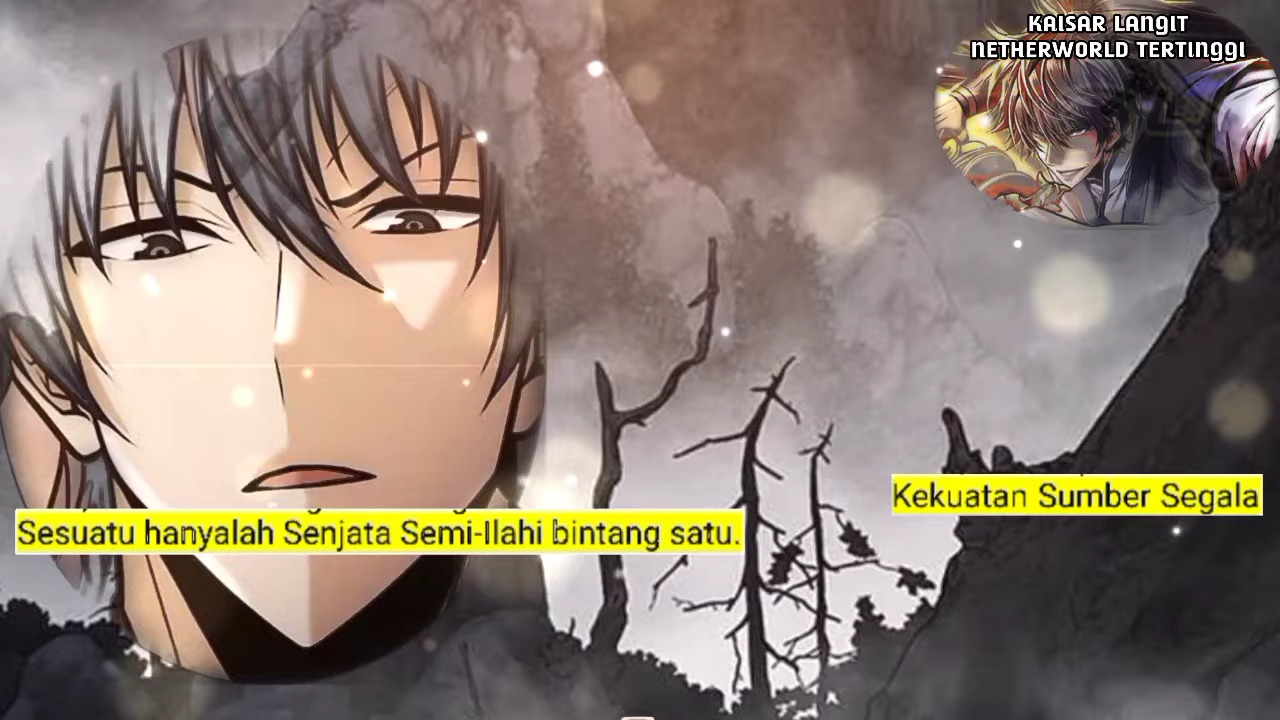 KAISAR LANGIT
NETHERWORLD TERTINGGI
Kekuatan Sumber Segala
Sesuatu hanyalah Senjata Semi-Ilahi bintang satu.